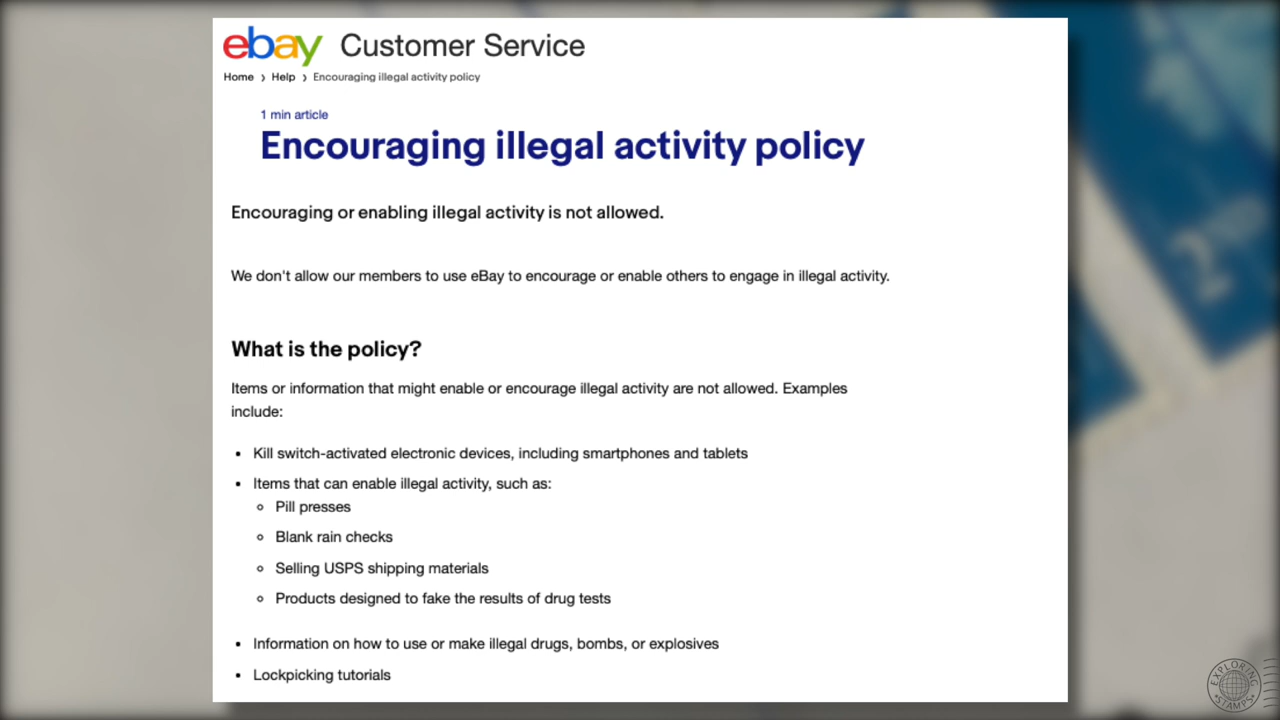 ebay Customer Service
Home › Help › Encouraging illegal activity policy
1 min article
Encouraging illegal activity policy
Encouraging or enabling illegal activity is not allowed.
We don't allow our members to use eBay to encourage or enable others to engage in illegal activity.
What is the policy?
Items or information that might enable or encourage illegal activity are not allowed. Examples
include:
• Kill switch-activated electronic devices, including smartphones and tablets
• Items that can enable illegal activity, such as:
◦ Pill presses
◦ Blank rain checks
◦ Selling USPS shipping materials
◦ Products designed to fake the results of drug tests
• Information on how to use or make illegal drugs, bombs, or explosives
• Lockpicking tutorials
EXPLORING
STAMPS